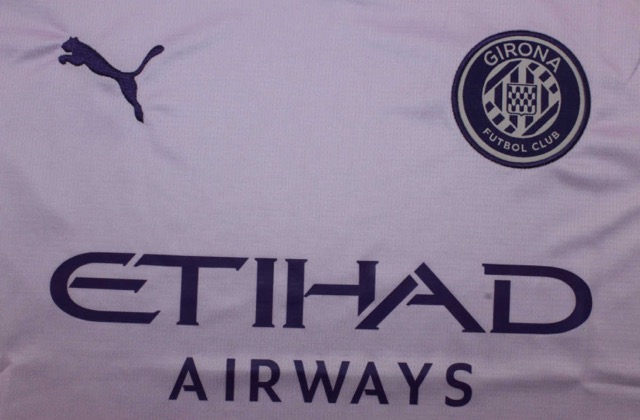 GIRONA
FUTBOL CLUB
ETIHAD
AIRWAYS